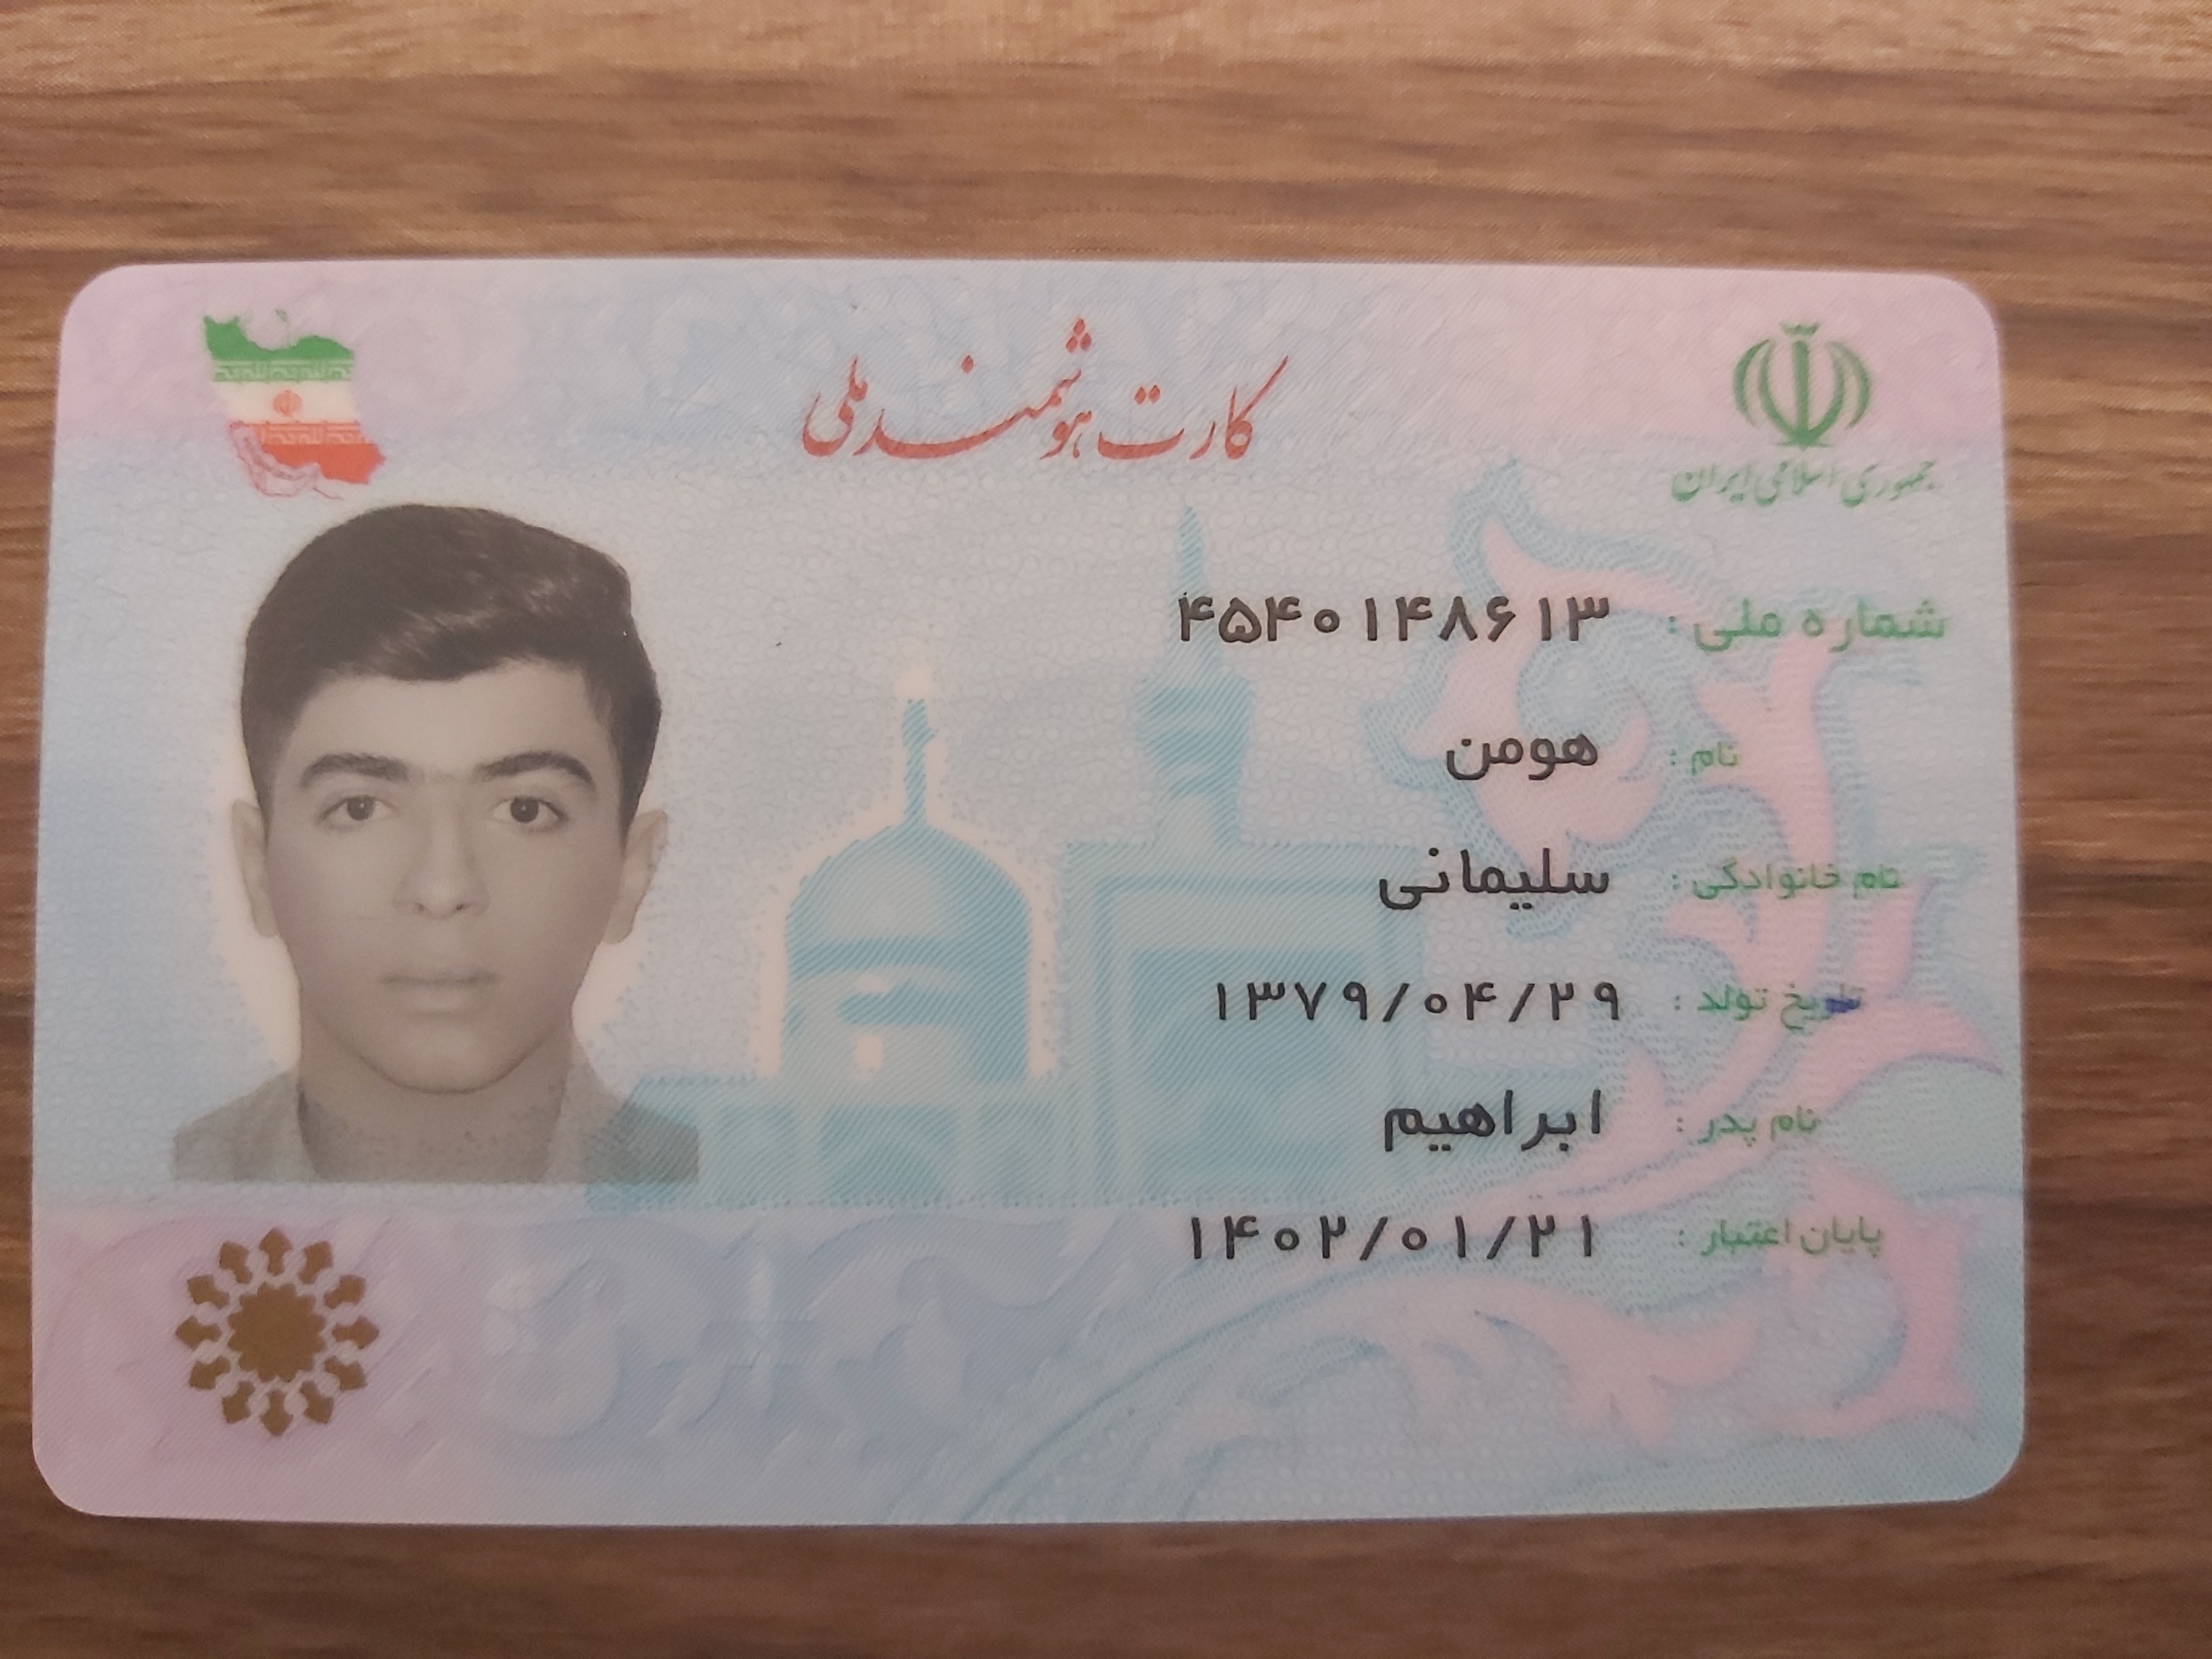 کارت هوشمند ملی
جمهوری اسلامی ایران
شماره ملی : ۴۵۴۰۱۴۸۶۱۳
نام : هومن
نام خانوادگی : سلیمانی
تاریخ تولد : ۱۳۷۹/۰۴/۲۹
نام پدر : ابراهیم
پایان اعتبار : ۱۴۰۲/۰۱/۲۱